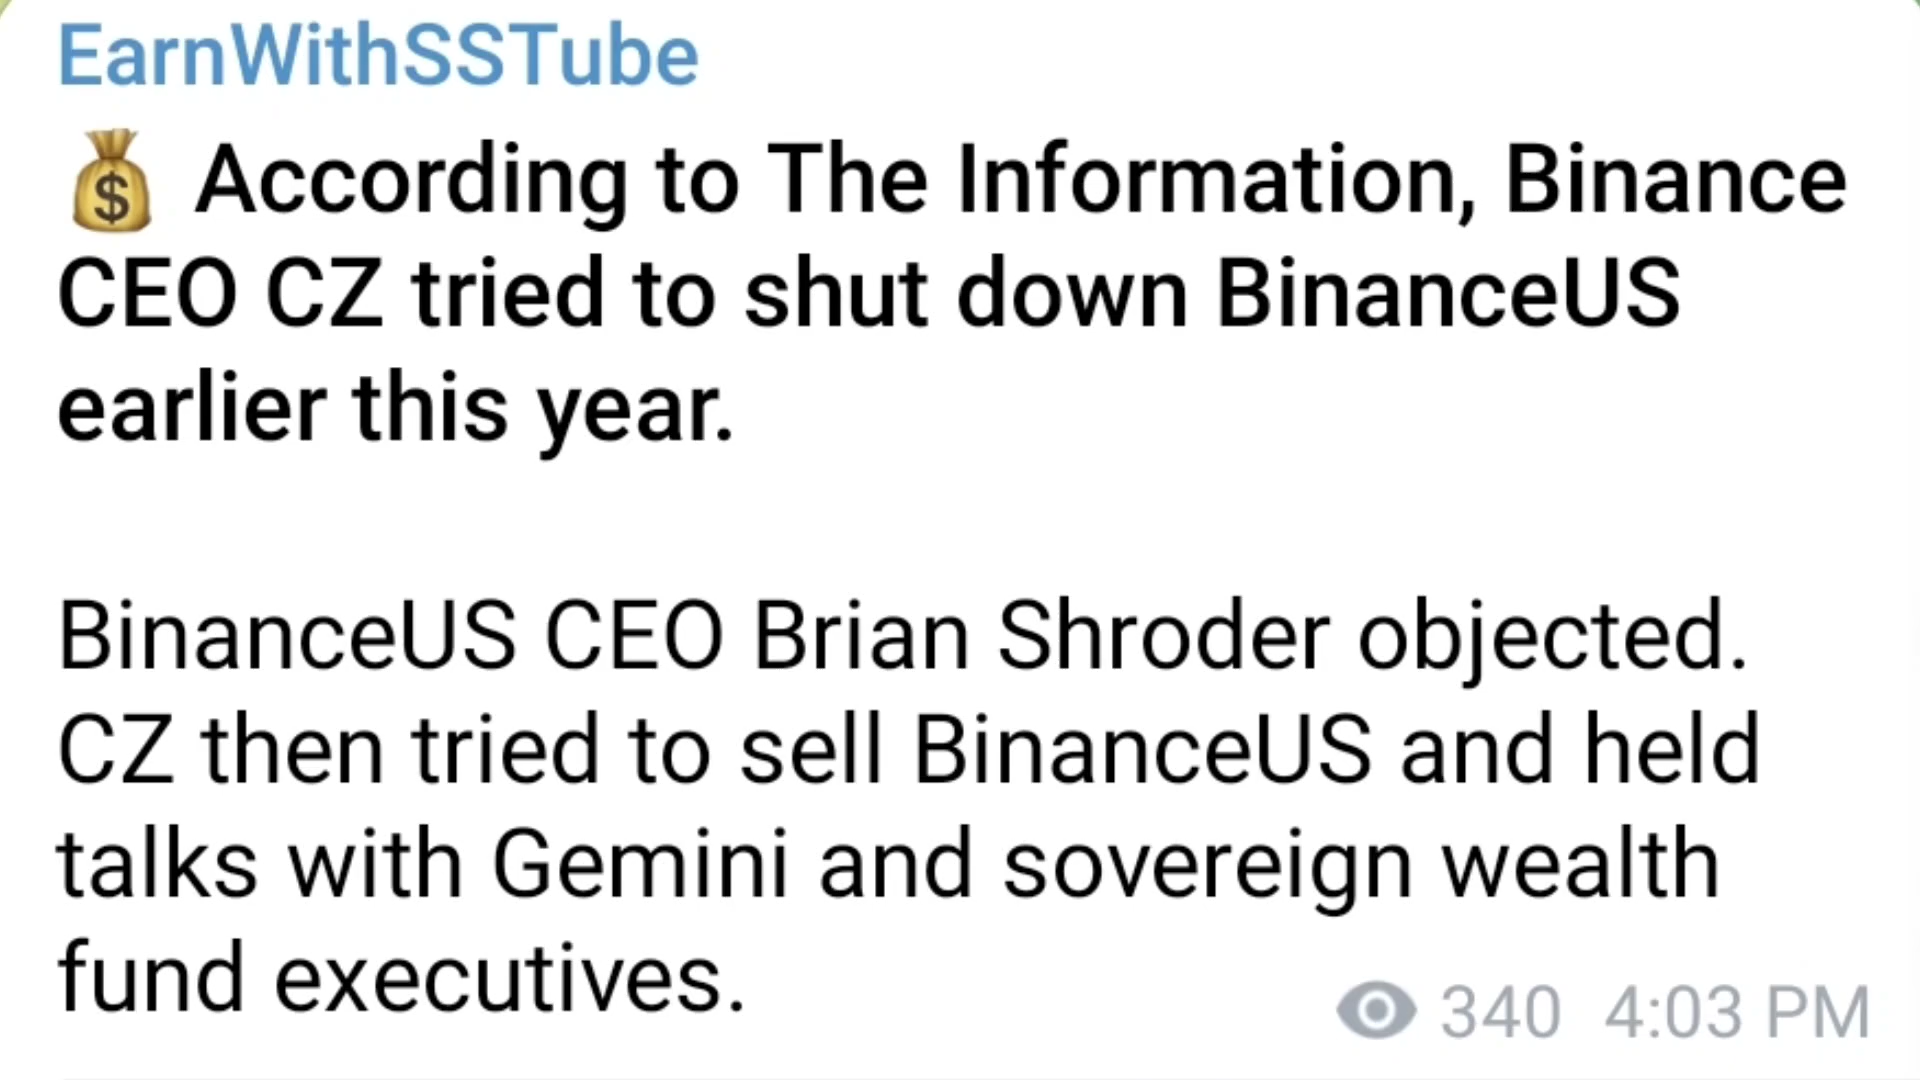 EarnWithSSTube
💰 According to The Information, Binance
CEO CZ tried to shut down BinanceUS
earlier this year.
BinanceUS CEO Brian Shroder objected.
CZ then tried to sell BinanceUS and held
talks with Gemini and sovereign wealth
fund executives.
340 4:03 PM